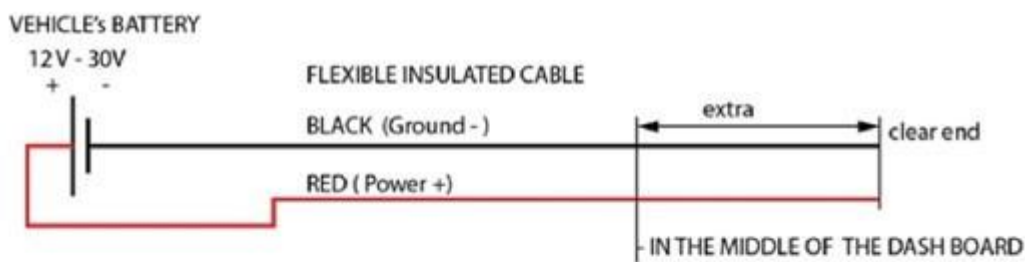 VEHICLE's BATTERY
12V - 30V
+ -
FLEXIBLE INSULATED CABLE
BLACK (Ground - )
extra
clear end
RED ( Power +)
- IN THE MIDDLE OF THE DASH BOARD